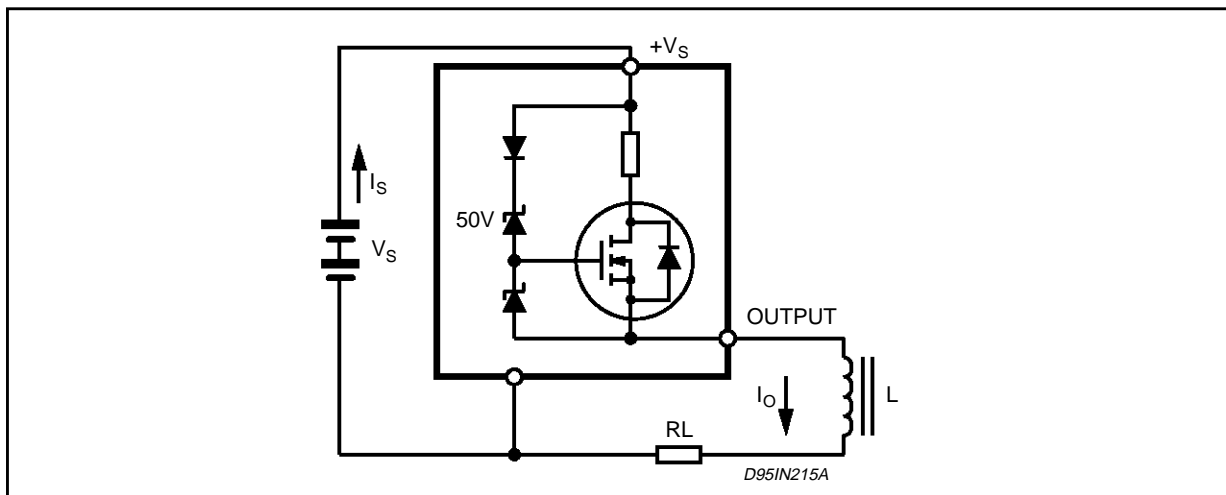 +VS
IS
50V
VS
OUTPUT
IO
L
RL
D95IN215A